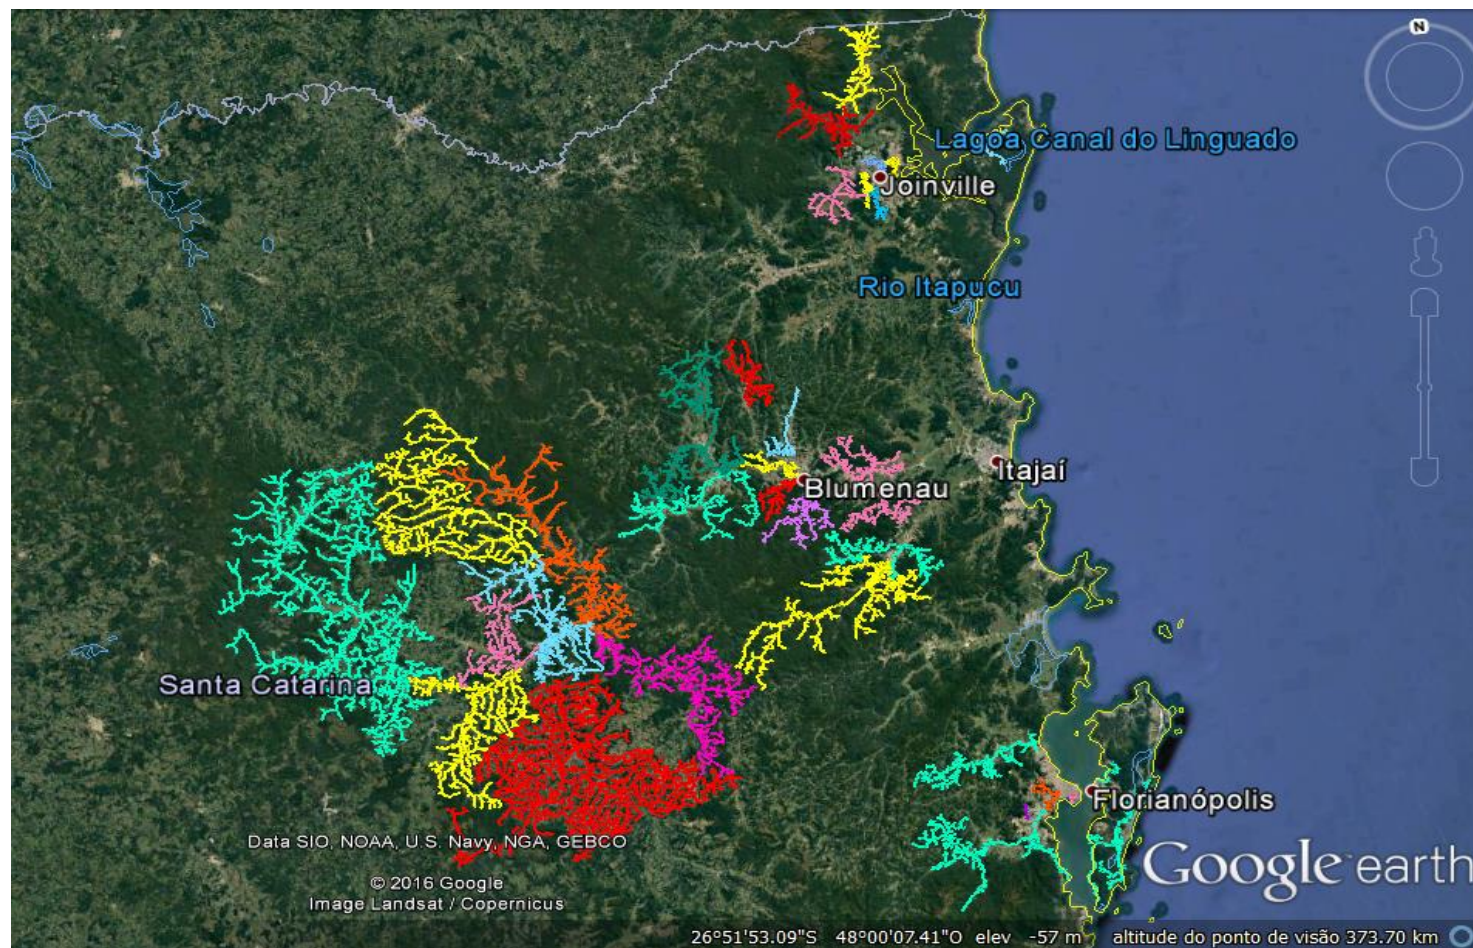 N
Lagoa Canal do Linguado
Joinville
Rio Itapucu
Itajaí
Blumenau
Santa Catarina
Florianópolis
Data SIO, NOAA, U.S. Navy, NGA, GEBCO
© 2016 Google
Image Landsat / Copernicus
Google earth
26°51'53.09"S 48°00'07.41"O elev -57 m altitude do ponto de visão 373.70 km